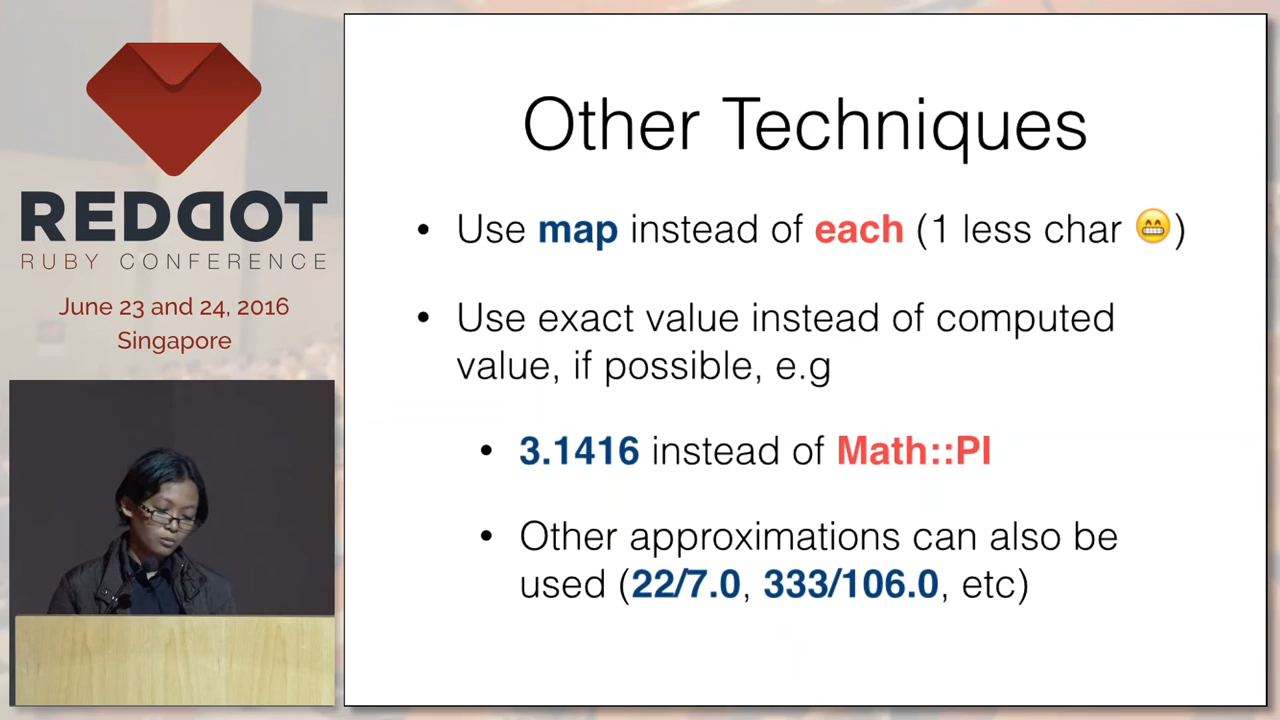 REDDOT
RUBY CONFERENCE
June 23 and 24, 2016
Singapore
Other Techniques
• Use map instead of each (1 less char 😁)
• Use exact value instead of computed
value, if possible, e.g
• 3.1416 instead of Math::PI
• Other approximations can also be
used (22/7.0, 333/106.0, etc)